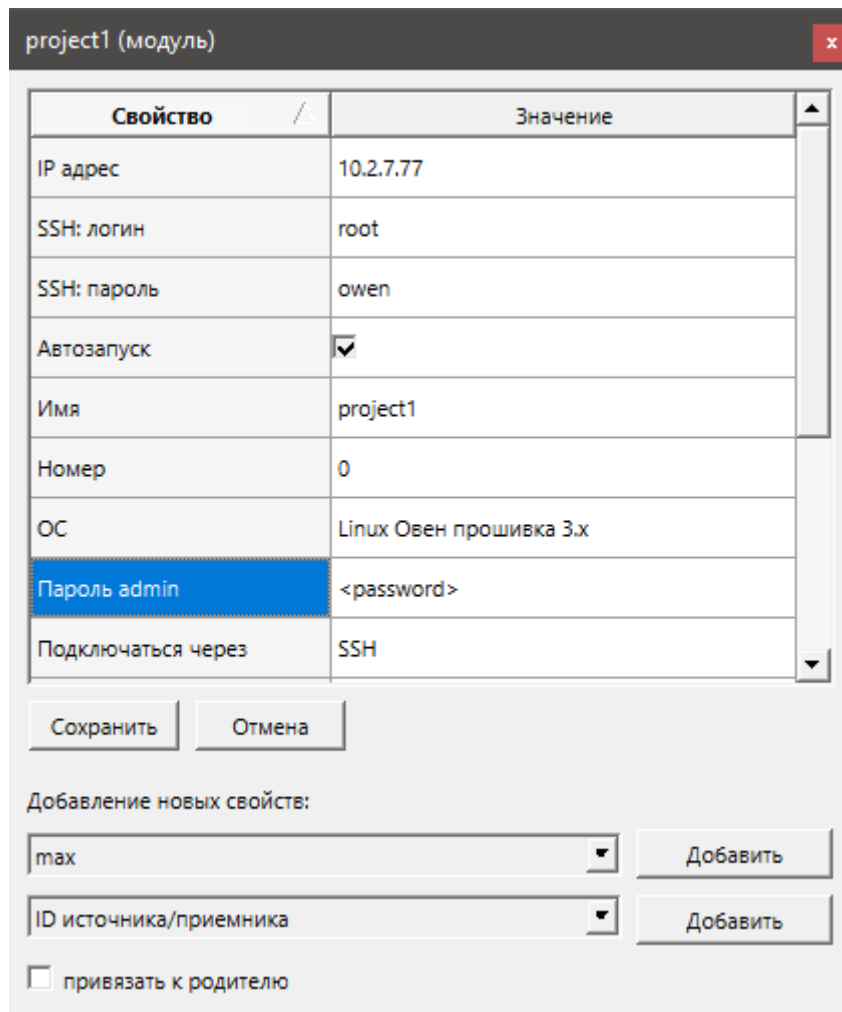 project1 (модуль)
x
Свойство Значение
IP адрес 10.2.7.77
SSH: логин root
SSH: пароль owen
Автозапуск
Имя project1
Номер 0
ОС Linux Овен прошивка 3.x
Пароль admin <password>
Подключаться через SSH
Сохранить Отмена
Добавление новых свойств:
max Добавить
ID источника/приемника Добавить
привязать к родителю